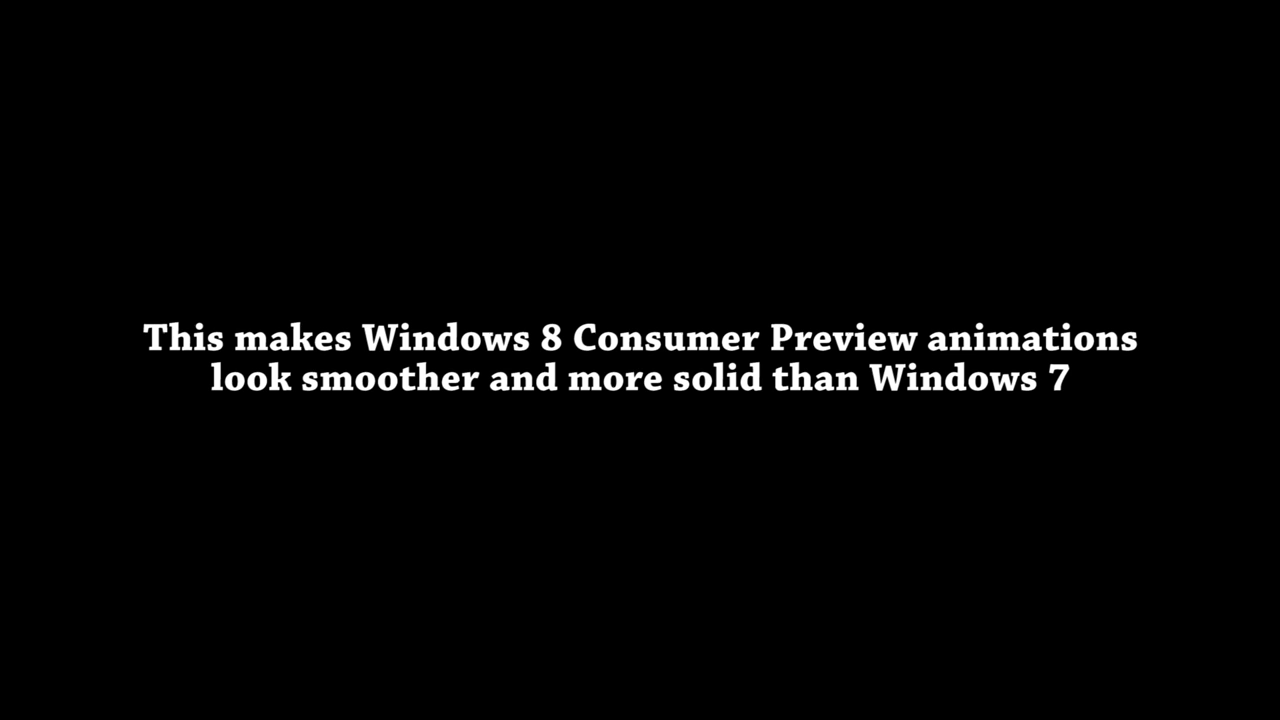 This makes Windows 8 Consumer Preview animations
look smoother and more solid than Windows 7